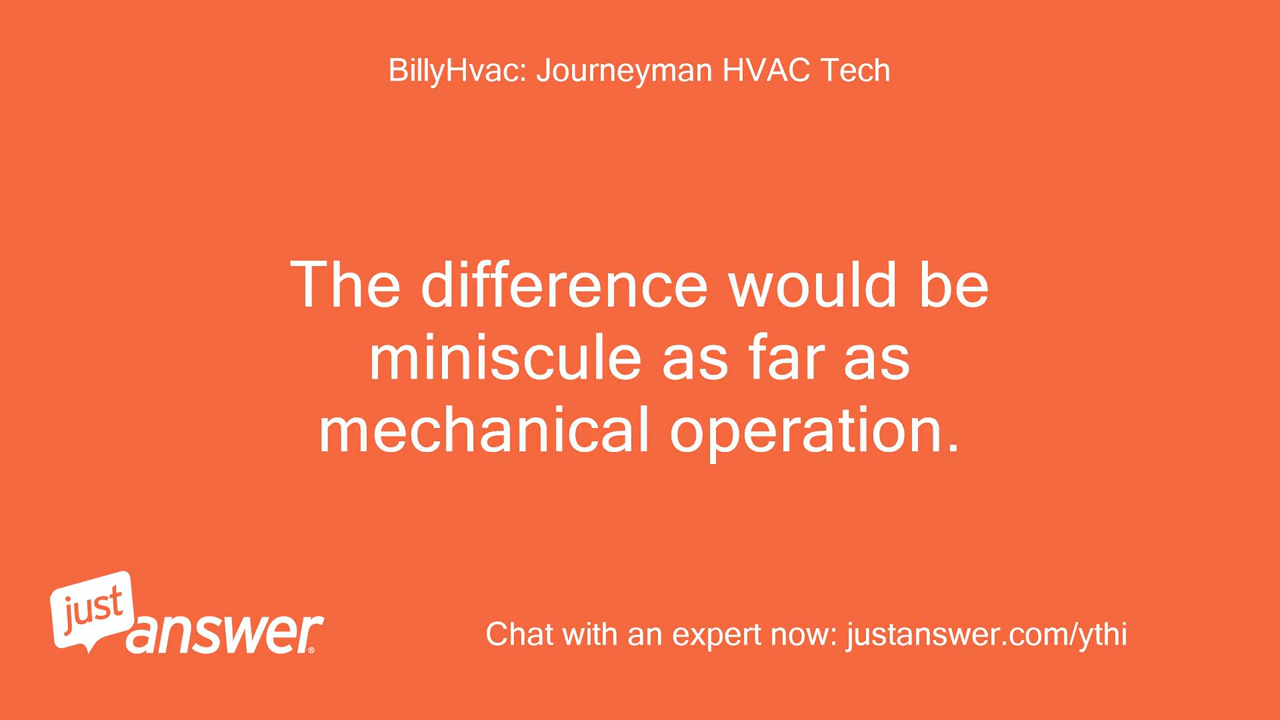 BillyHvac: Journeyman HVAC Tech
The difference would be
miniscule as far as
mechanical operation.
just
answer®
Chat with an expert now: justanswer.com/ythi